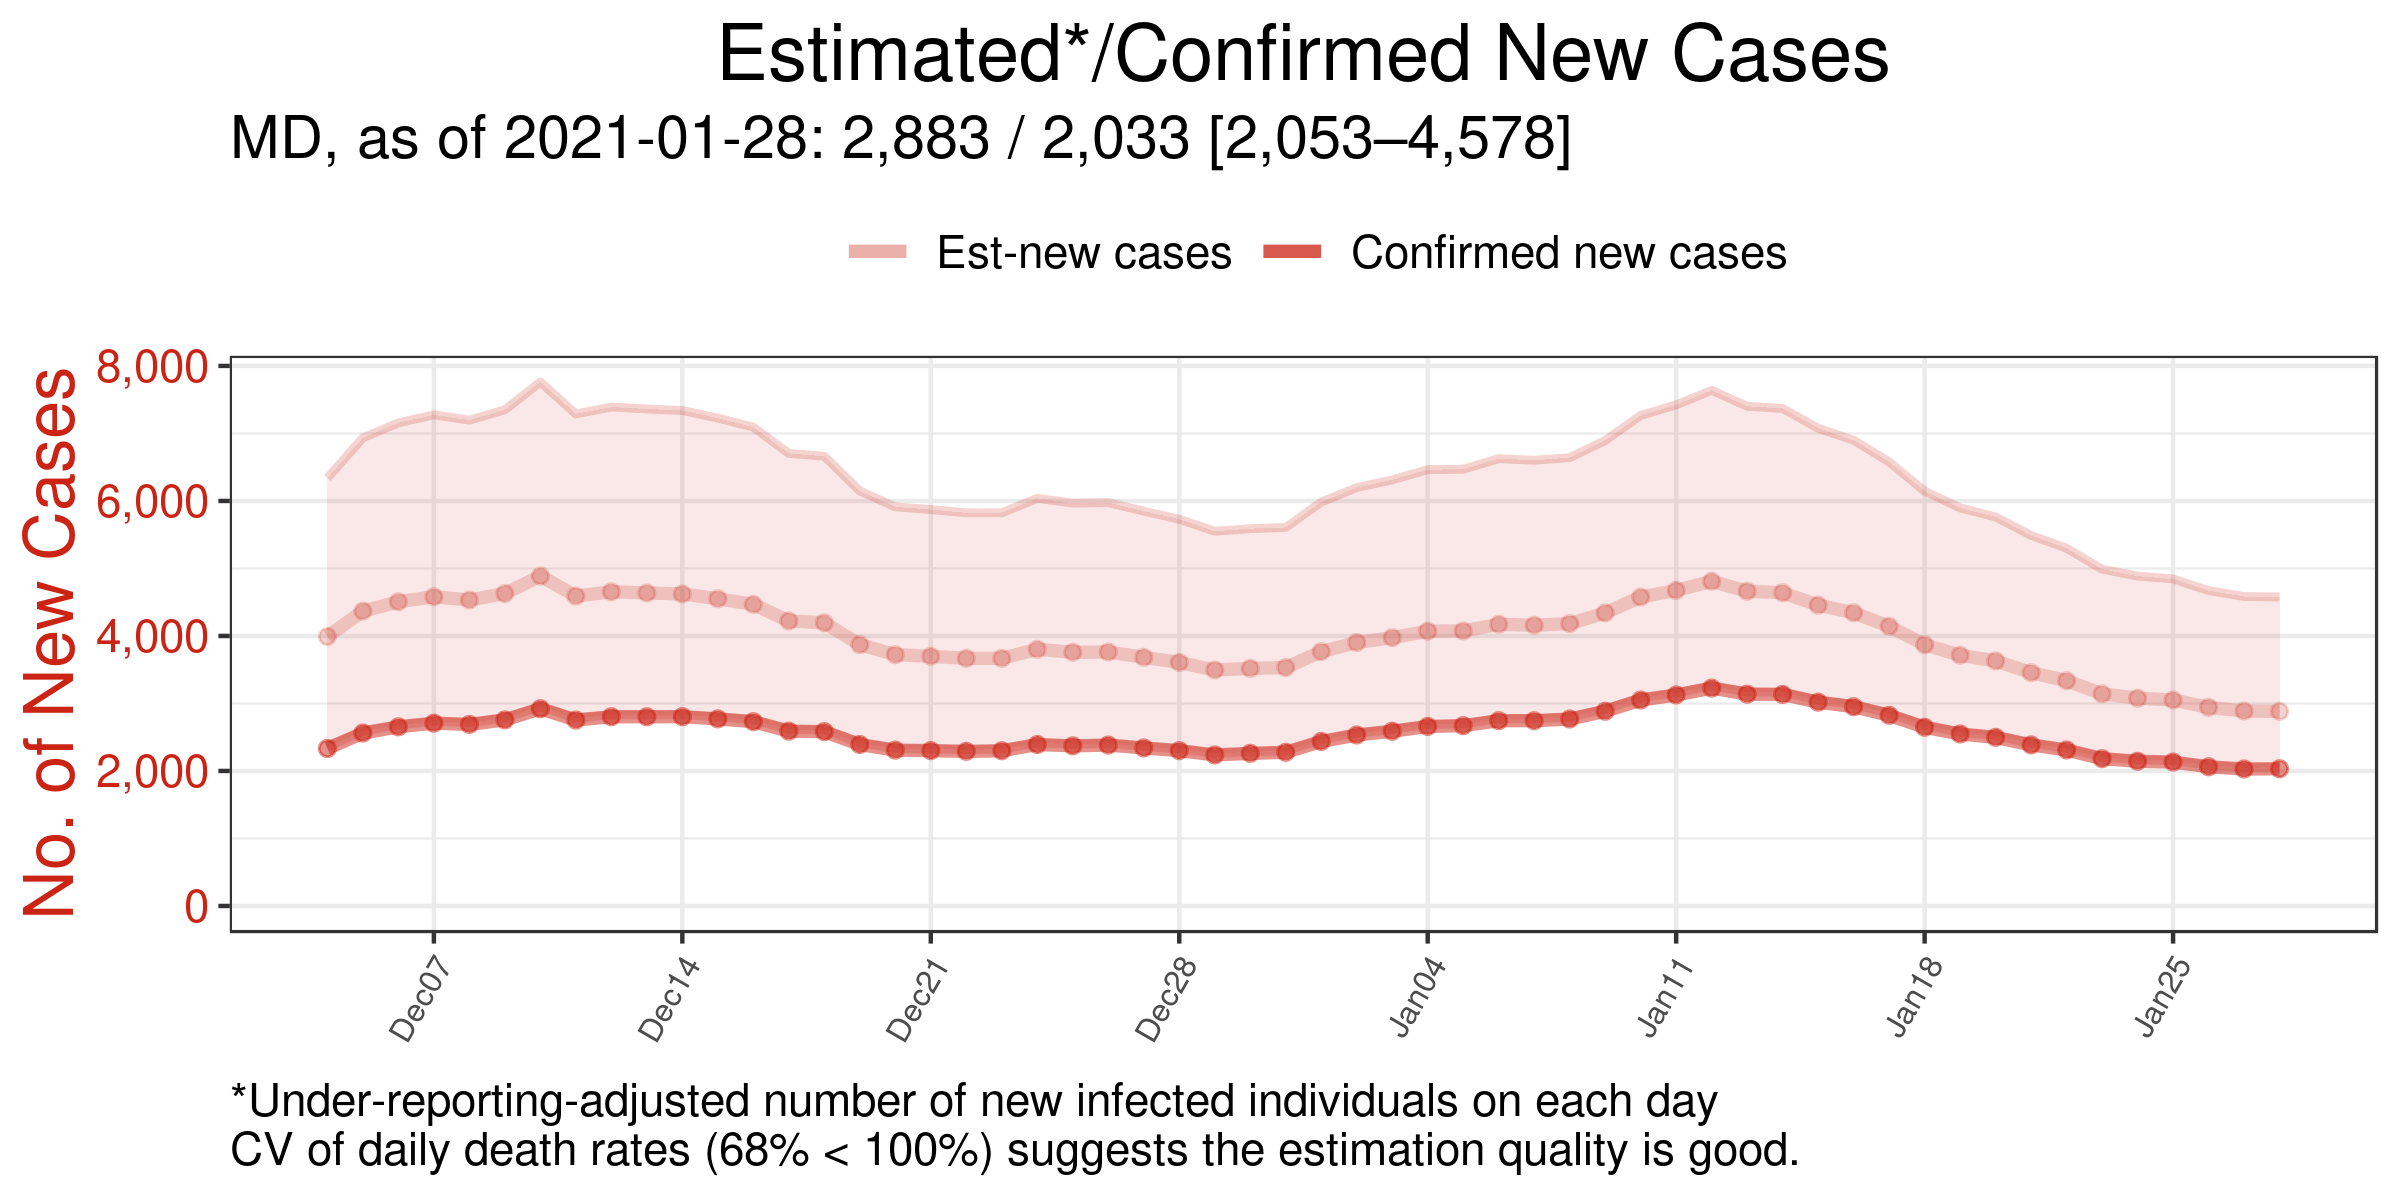 Estimated*/Confirmed New Cases
MD, as of 2021-01-28: 2,883 / 2,033 [2,053–4,578]
Est-new cases
Confirmed new cases
No. of New Cases
8,000
6,000
4,000
2,000
0
Dec07
Dec14
Dec21
Dec28
Jan04
Jan11
Jan18
Jan25
*Under-reporting-adjusted number of new infected individuals on each day
CV of daily death rates (68% < 100%) suggests the estimation quality is good.